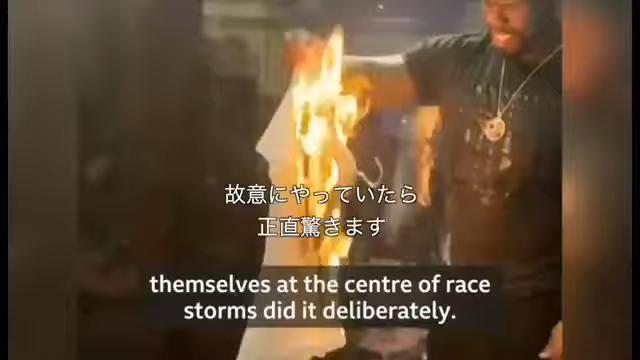 故意にやっていたら
正直驚きます
themselves at the centre of race
storms did it deliberately.